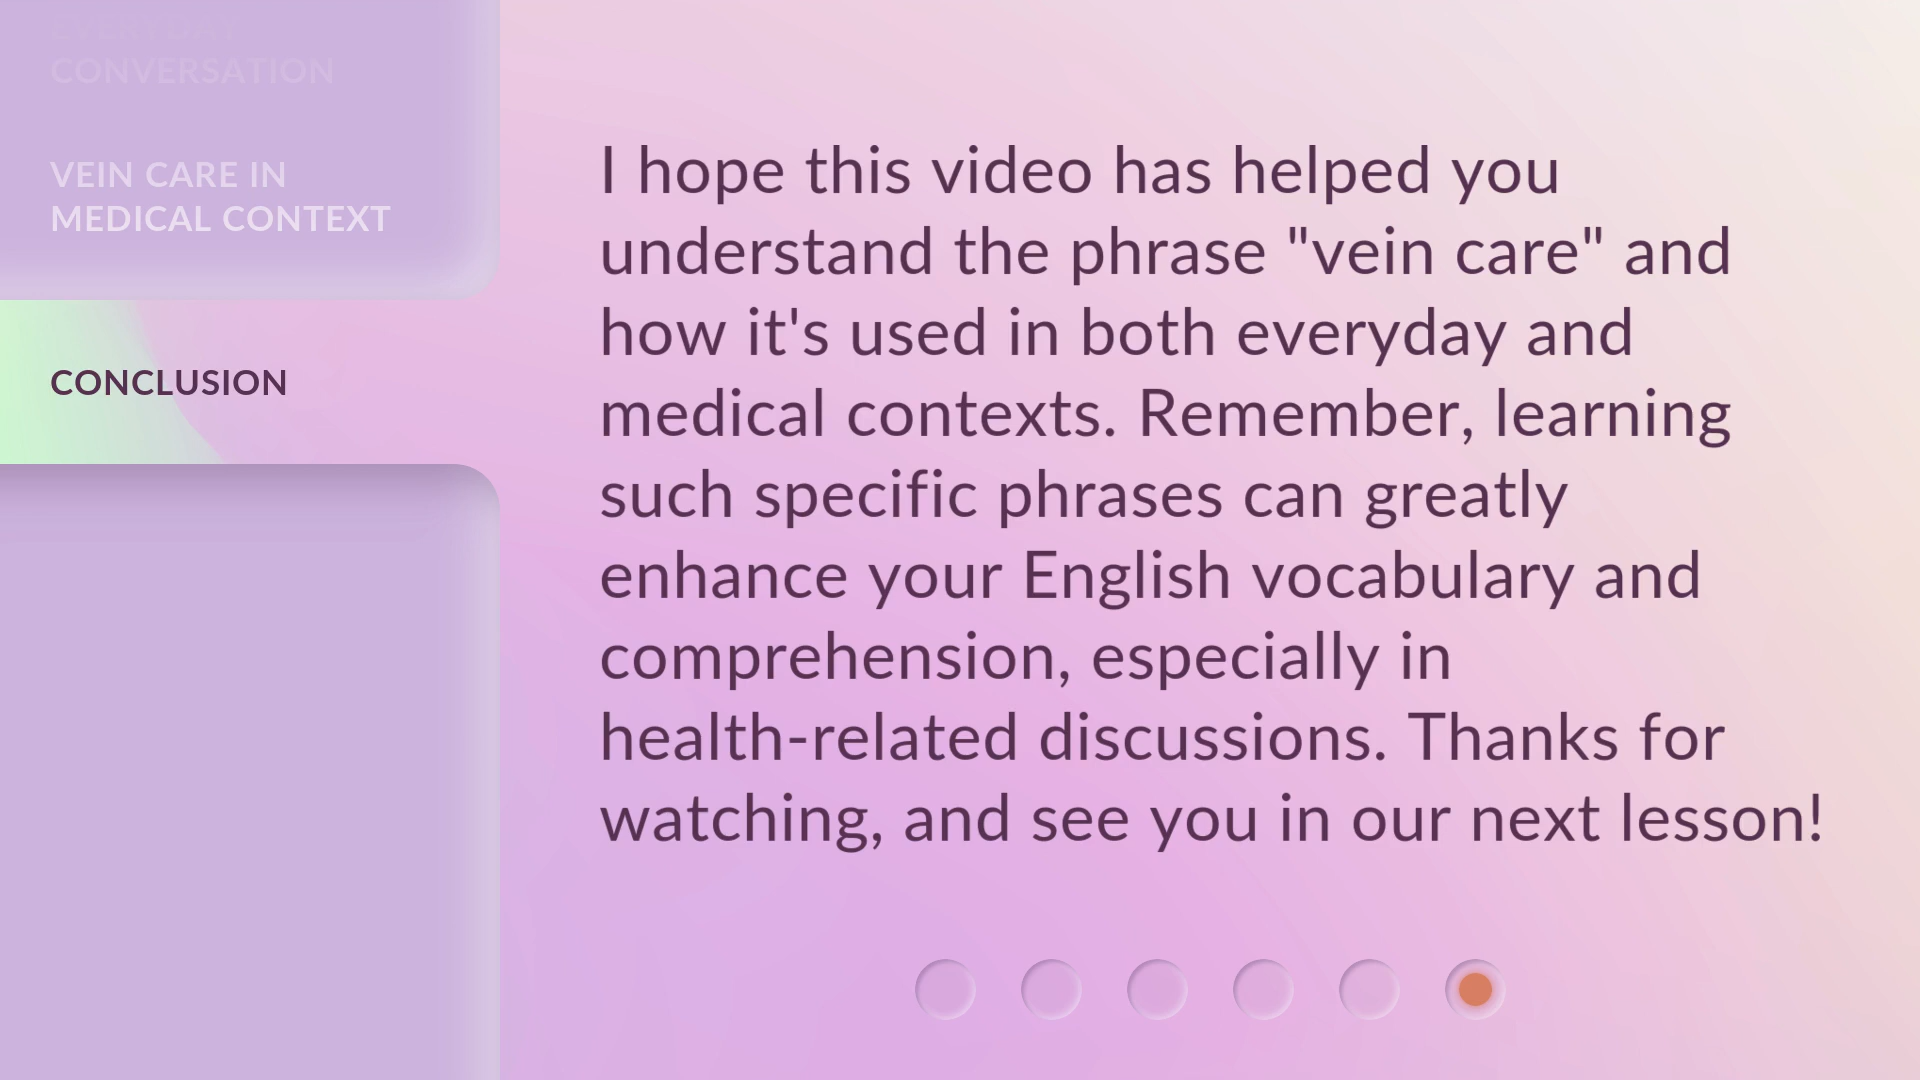 EVERYDAY
CONVERSATION
VEIN CARE IN
MEDICAL CONTEXT
CONCLUSION
I hope this video has helped you
understand the phrase "vein care" and
how it's used in both everyday and
medical contexts. Remember, learning
such specific phrases can greatly
enhance your English vocabulary and
comprehension, especially in
health-related discussions. Thanks for
watching, and see you in our next lesson!